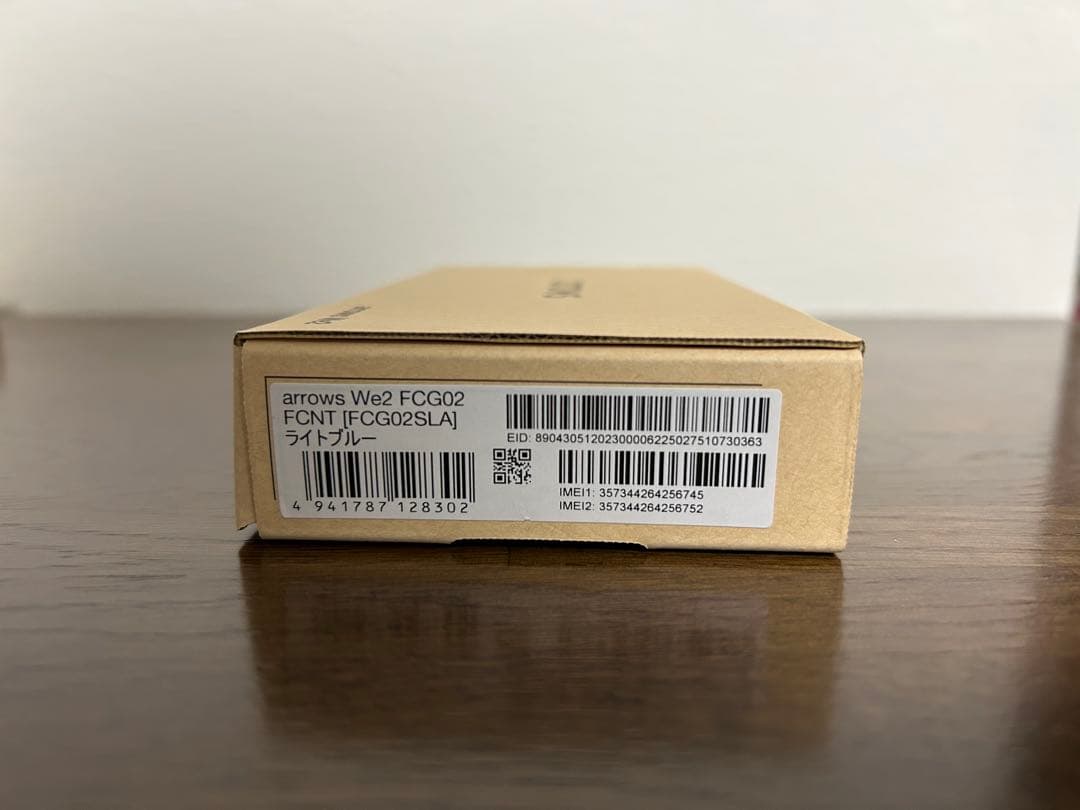 arrows We2 FCG02
FCNT [FCG02SLA]
ライトブルー
4 941787 128302
EID: 89043051202300006225027510730363
IMEI1: 357344264256745
IMEI2: 357344264256752